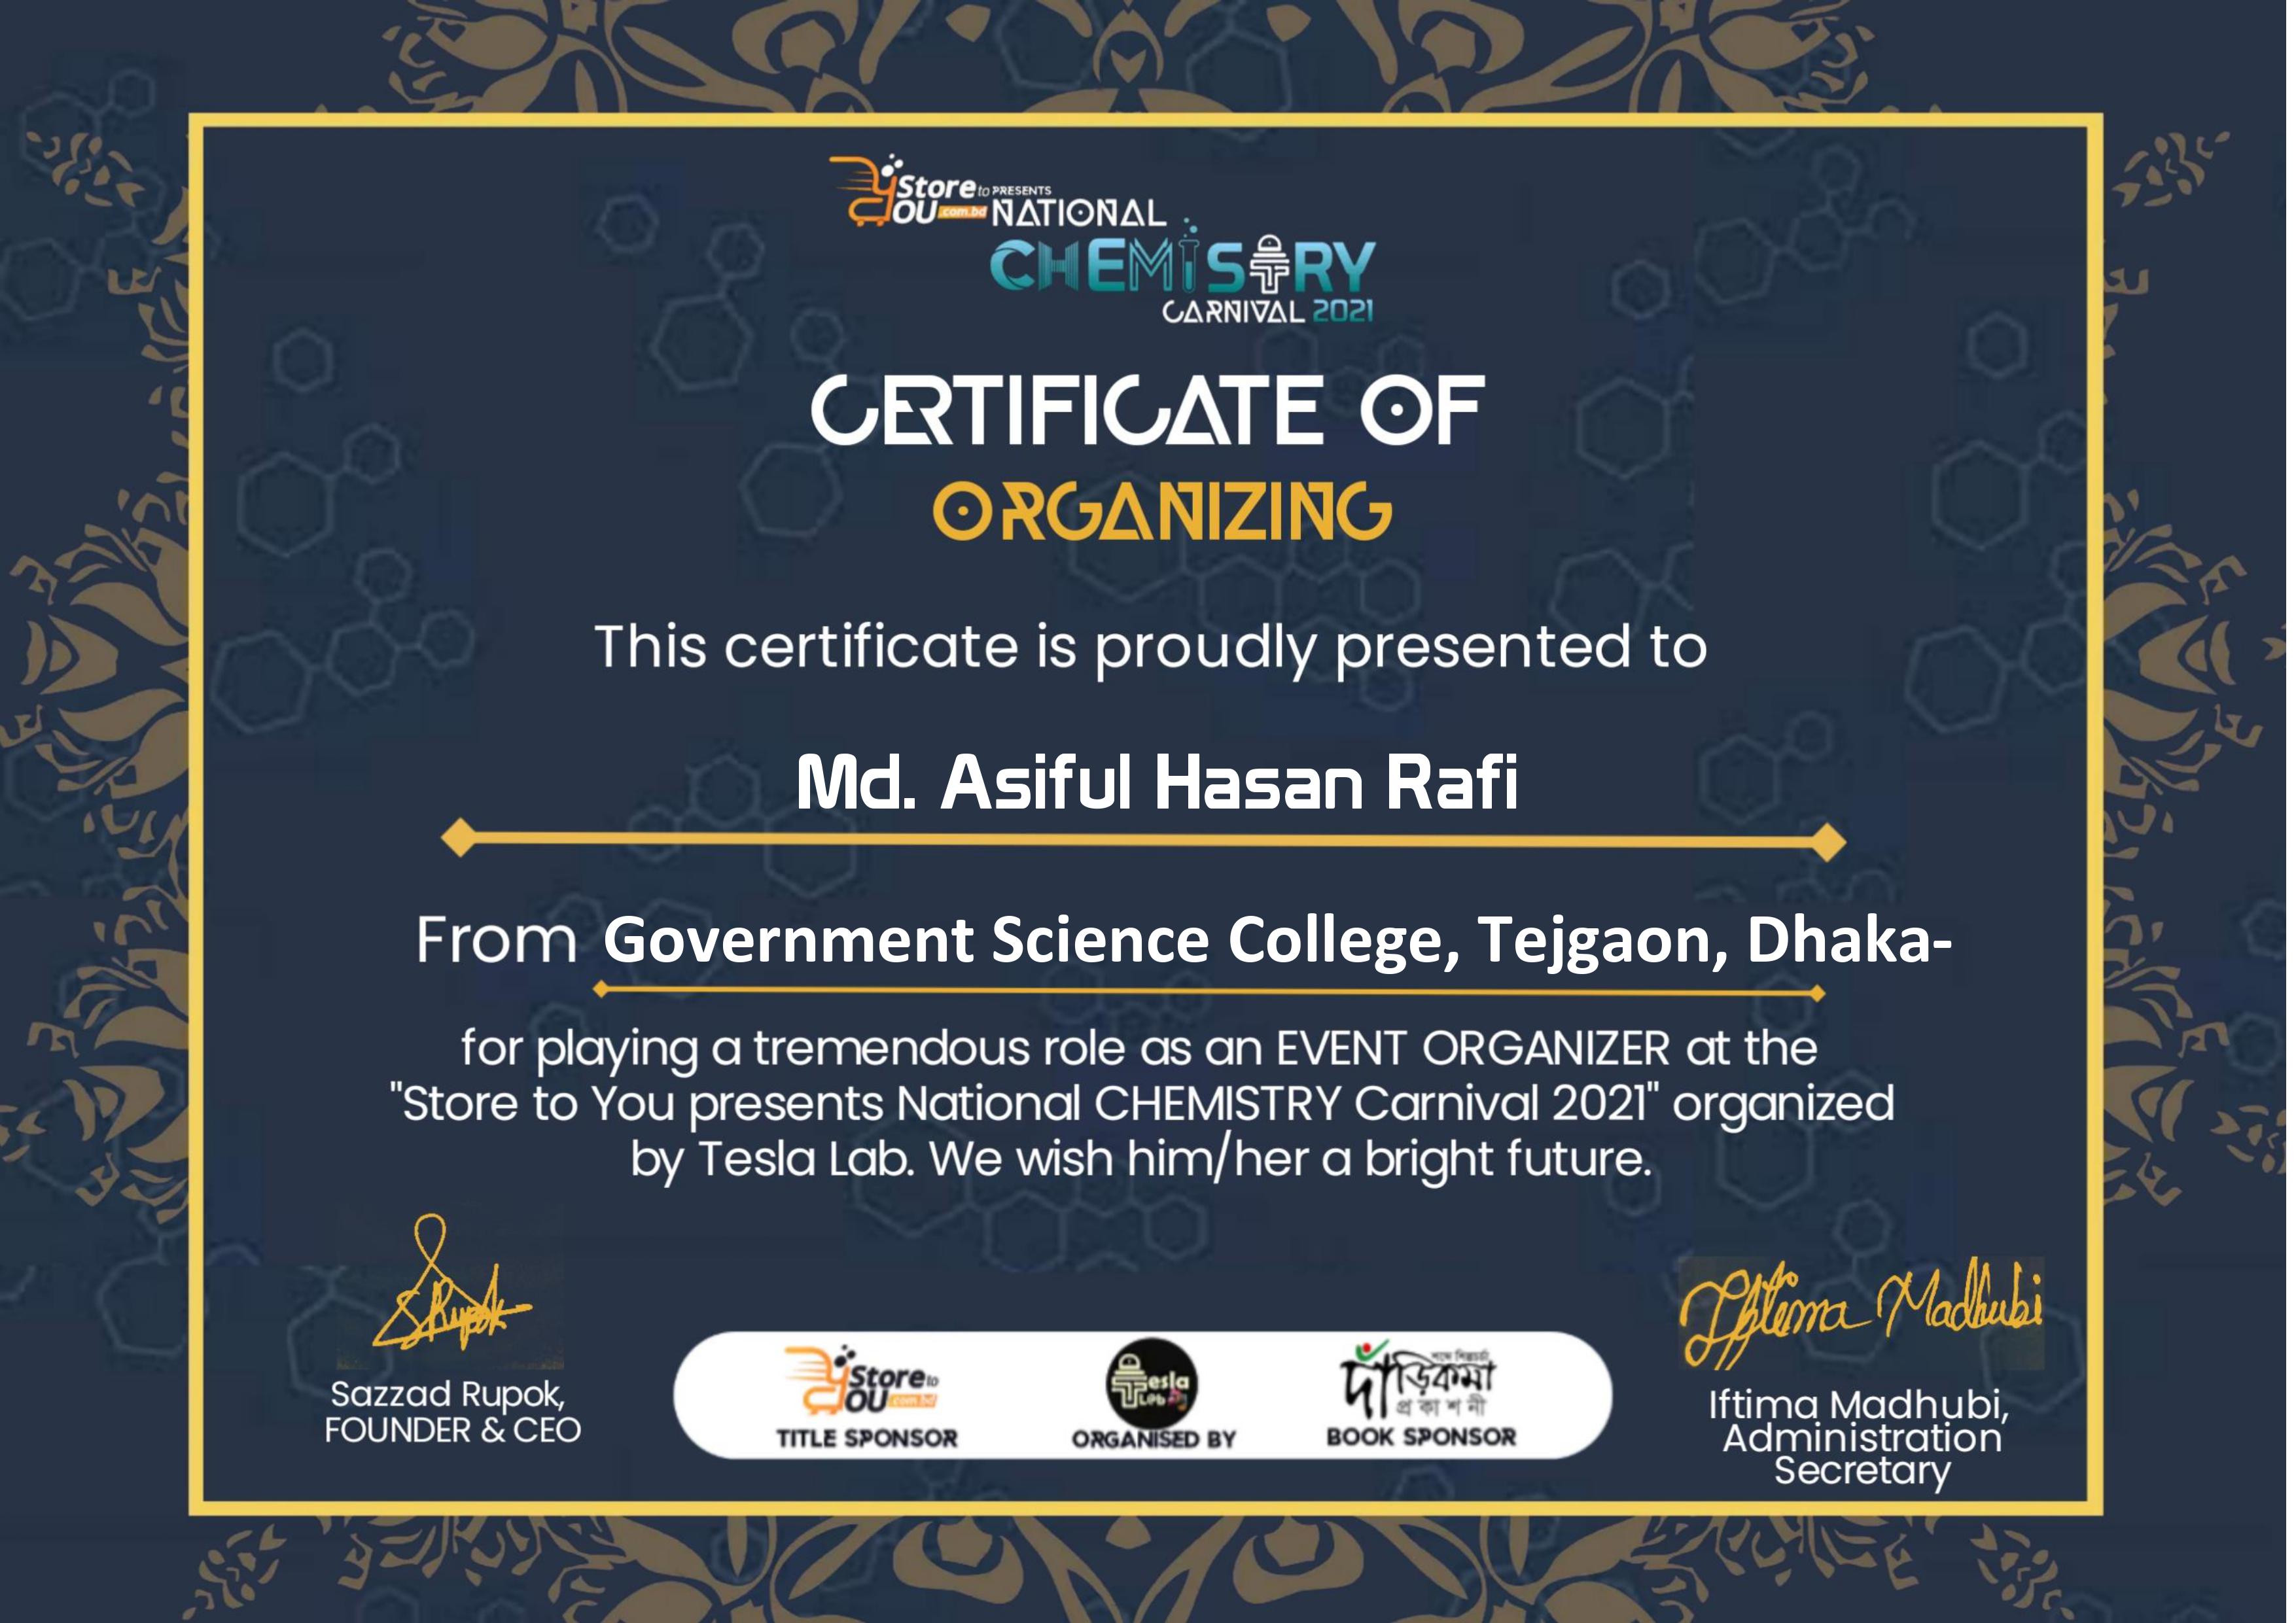 Store to PRESENTS
YOU .com.bd NATIONAL
CHEMISTRY
CARNIVAL 2021
CERTIFICATE OF
ORGANIZING
This certificate is proudly presented to
Md. Asiful Hasan Rafi
From Government Science College, Tejgaon, Dhaka-
for playing a tremendous role as an EVENT ORGANIZER at the
"Store to You presents National CHEMISTRY Carnival 2021" organized
by Tesla Lab. We wish him/her a bright future.
SRupok
Iftima Madhubi
Sazzad Rupok,
FOUNDER & CEO
Store to
YOU .com.bd
TITLE SPONSOR
Tesla
Lab
ORGANISED BY
দাঁড়িকমা
প্রকাশনী
BOOK SPONSOR
Iftima Madhubi,
Administration
Secretary